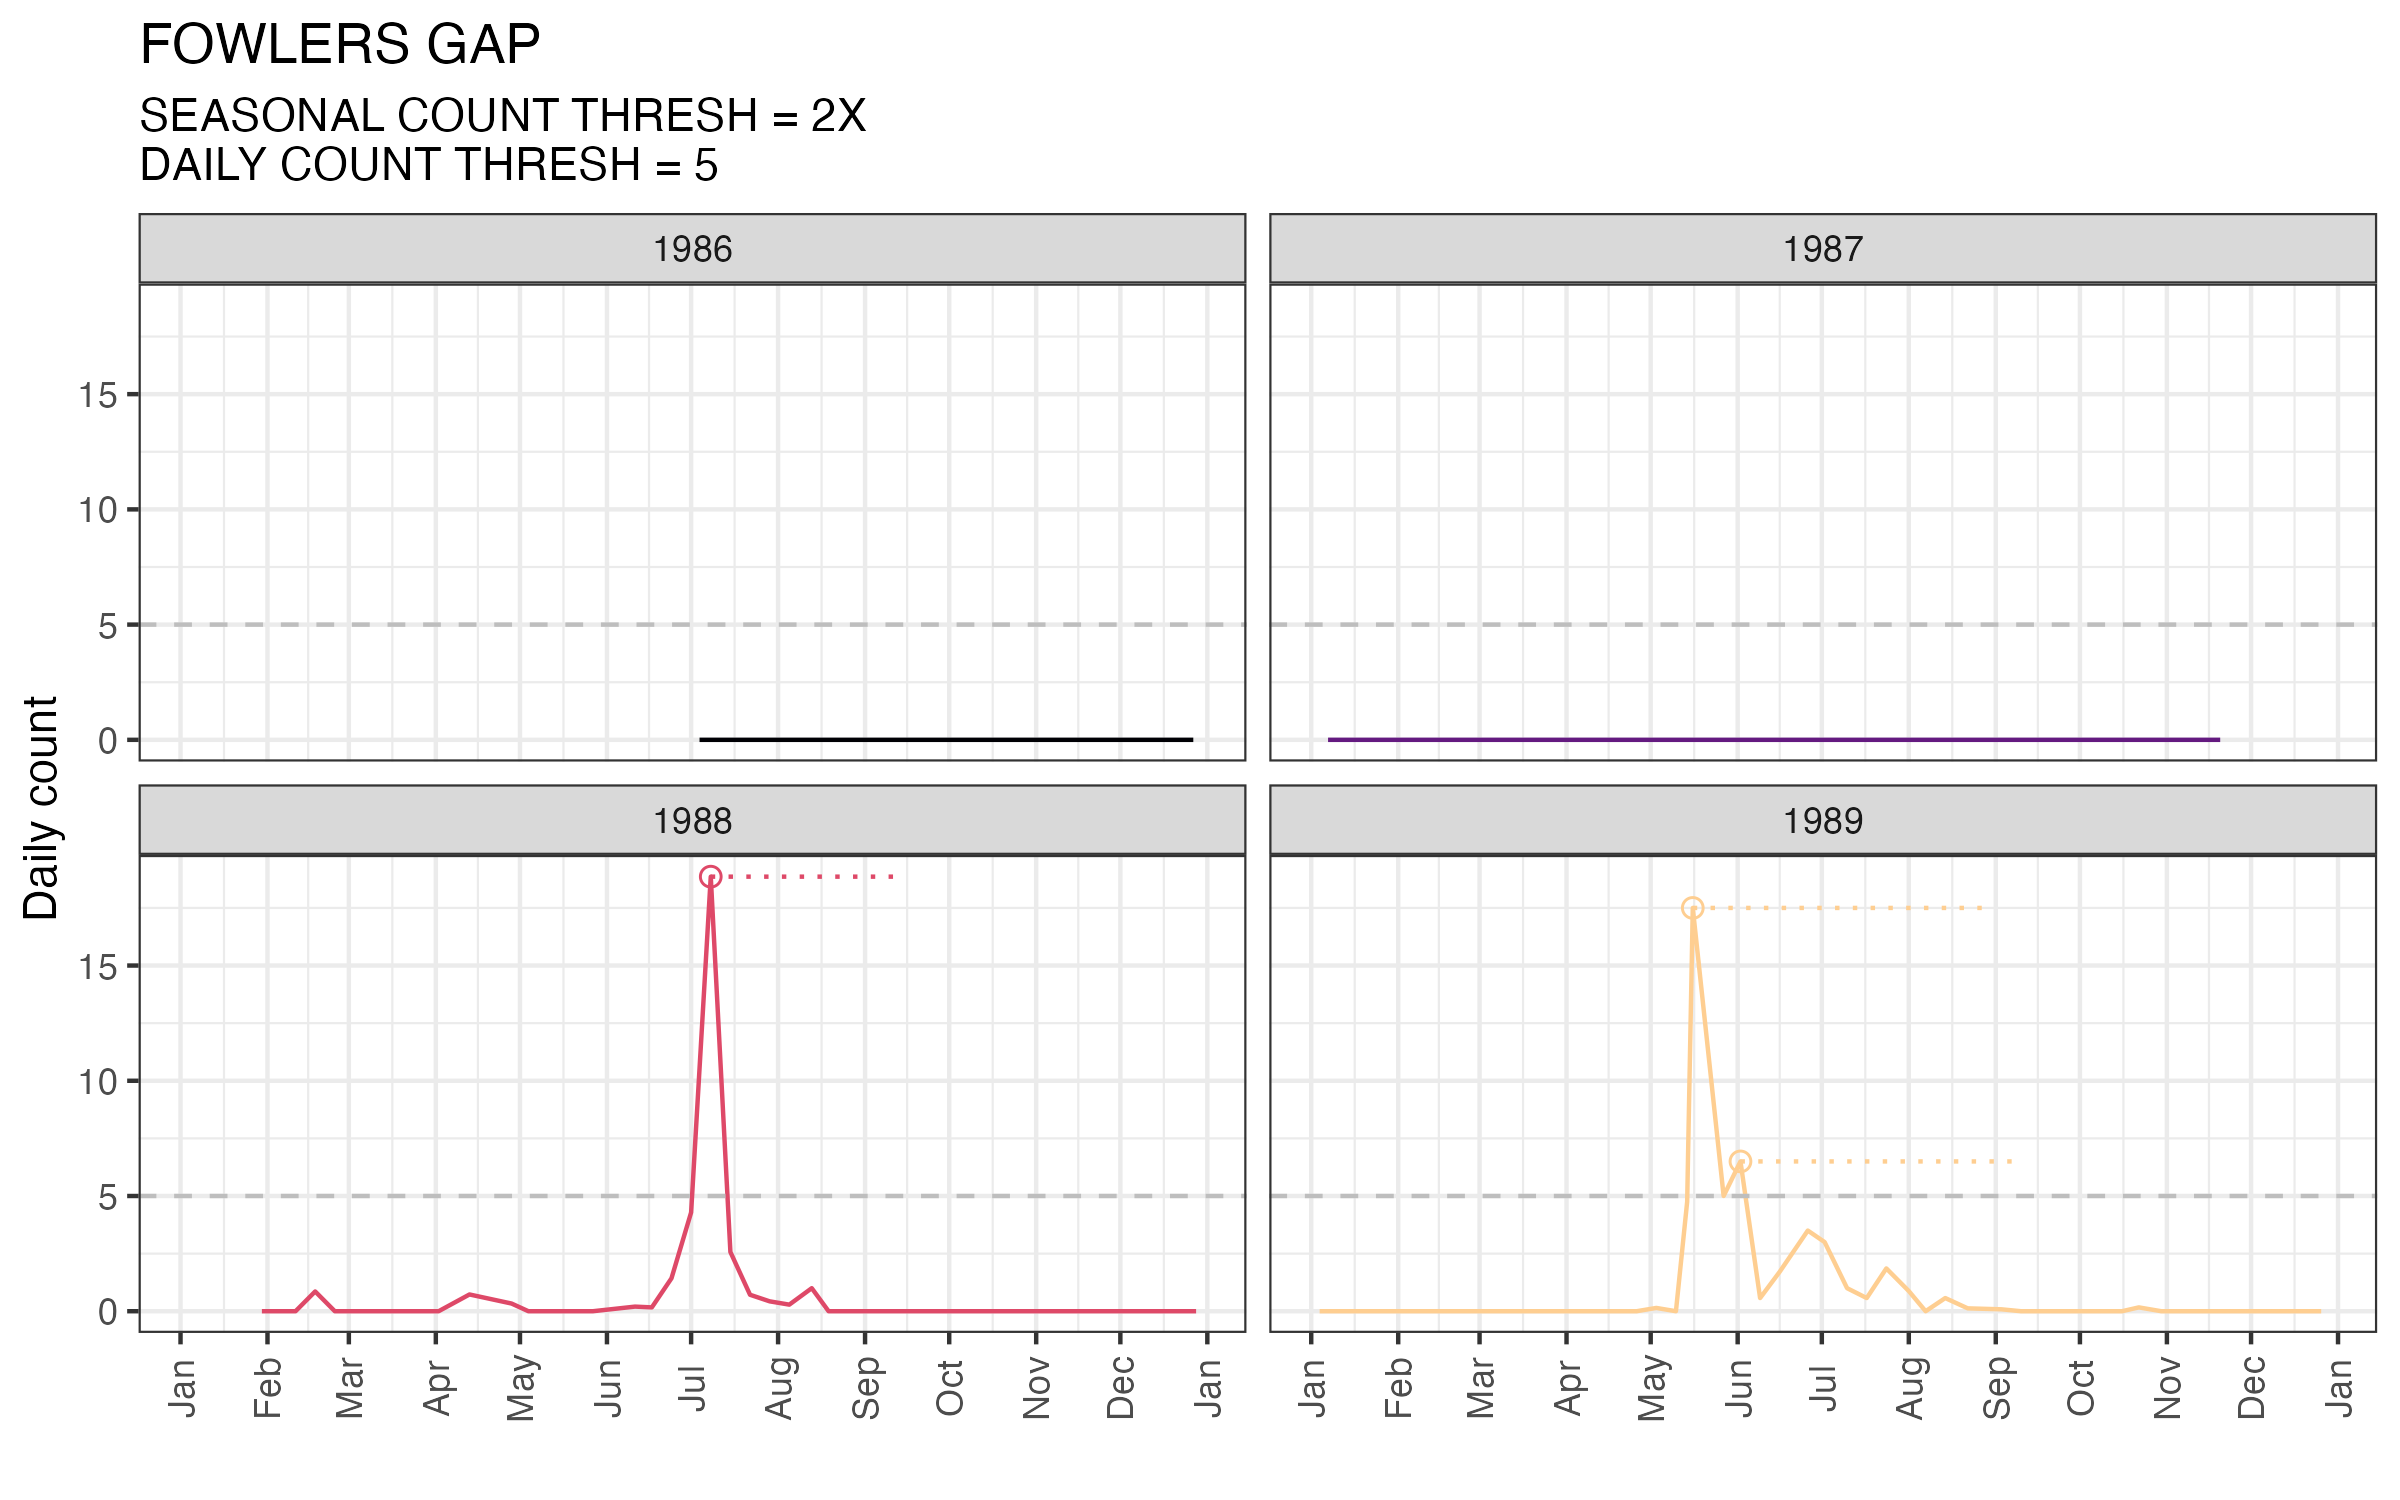 FOWLERS GAP
SEASONAL COUNT THRESH = 2X
DAILY COUNT THRESH = 5
1986
1987
15
10
5
0
Daily count
1988
1989
15
10
5
0
Jan Feb Mar Apr May Jun Jul Aug Sep Oct Nov Dec Jan
Jan Feb Mar Apr May Jun Jul Aug Sep Oct Nov Dec Jan